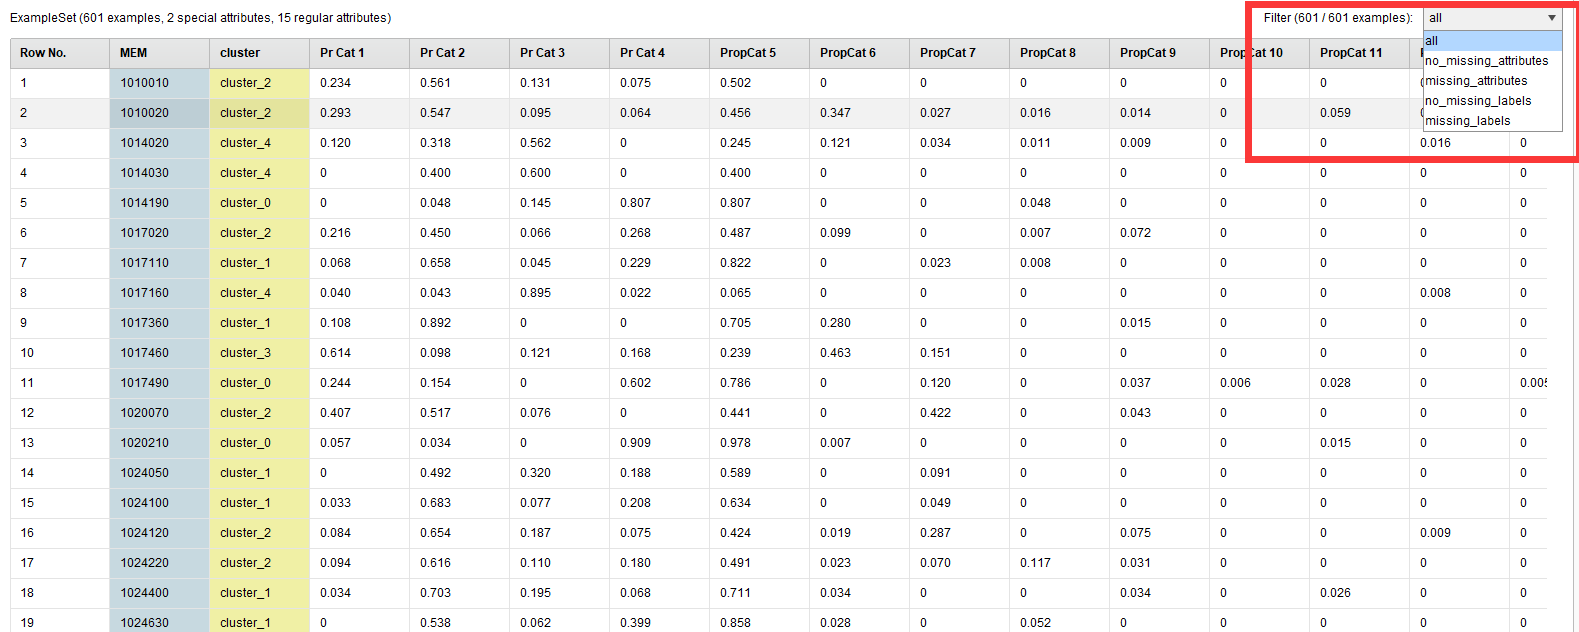 ExampleSet (601 examples, 2 special attributes, 15 regular attributes) Filter (601 / 601 examples): all
all
no_missing_attributes
missing_attributes
no_missing_labels
missing_labels
Row No. MEM cluster Pr Cat 1 Pr Cat 2 Pr Cat 3 Pr Cat 4 PropCat 5 PropCat 6 PropCat 7 PropCat 8 PropCat 9 PropCat 10 PropCat 11
1 1010010 cluster_2 0.234 0.561 0.131 0.075 0.502 0 0 0 0 0 0
2 1010020 cluster_2 0.293 0.547 0.095 0.064 0.456 0.347 0.027 0.016 0.014 0 0.059
3 1014020 cluster_4 0.120 0.318 0.562 0 0.245 0.121 0.034 0.011 0.009 0 0 0.016 0
4 1014030 cluster_4 0 0.400 0.600 0 0.400 0 0 0 0 0 0 0 0
5 1014190 cluster_0 0 0.048 0.145 0.807 0.807 0 0 0.048 0 0 0 0 0
6 1017020 cluster_2 0.216 0.450 0.066 0.268 0.487 0.099 0 0.007 0.072 0 0 0 0
7 1017110 cluster_1 0.068 0.658 0.045 0.229 0.822 0 0.023 0.008 0 0 0 0 0
8 1017160 cluster_4 0.040 0.043 0.895 0.022 0.065 0 0 0 0 0 0 0.008 0
9 1017360 cluster_1 0.108 0.892 0 0 0.705 0.280 0 0 0.015 0 0 0 0
10 1017460 cluster_3 0.614 0.098 0.121 0.168 0.239 0.463 0.151 0 0 0 0 0 0
11 1017490 cluster_0 0.244 0.154 0 0.602 0.786 0 0.120 0 0.037 0.006 0.028 0 0.005
12 1020070 cluster_2 0.407 0.517 0.076 0 0.441 0 0.422 0 0.043 0 0 0 0
13 1020210 cluster_0 0.057 0.034 0 0.909 0.978 0.007 0 0 0 0 0.015 0 0
14 1024050 cluster_1 0 0.492 0.320 0.188 0.589 0 0.091 0 0 0 0 0 0
15 1024100 cluster_1 0.033 0.683 0.077 0.208 0.634 0 0.049 0 0 0 0 0 0
16 1024120 cluster_2 0.084 0.654 0.187 0.075 0.424 0.019 0.287 0 0.075 0 0 0.009 0
17 1024220 cluster_2 0.094 0.616 0.110 0.180 0.491 0.023 0.070 0.117 0.031 0 0 0 0
18 1024400 cluster_1 0.034 0.703 0.195 0.068 0.711 0.034 0 0 0.034 0 0.026 0 0
19 1024630 cluster_1 0 0.538 0.062 0.399 0.858 0.028 0 0.052 0 0 0 0 0